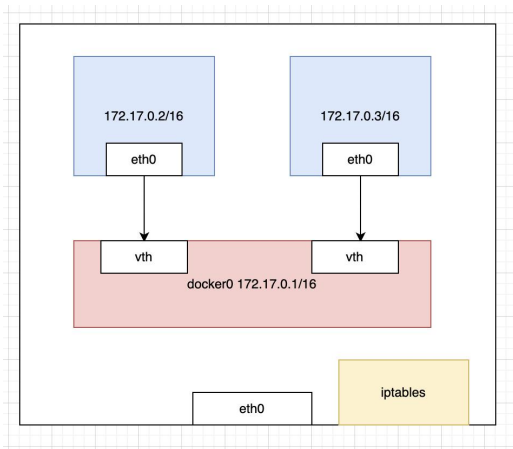 172.17.0.2/16
172.17.0.3/16
eth0
eth0
vth
vth
docker0 172.17.0.1/16
iptables
eth0